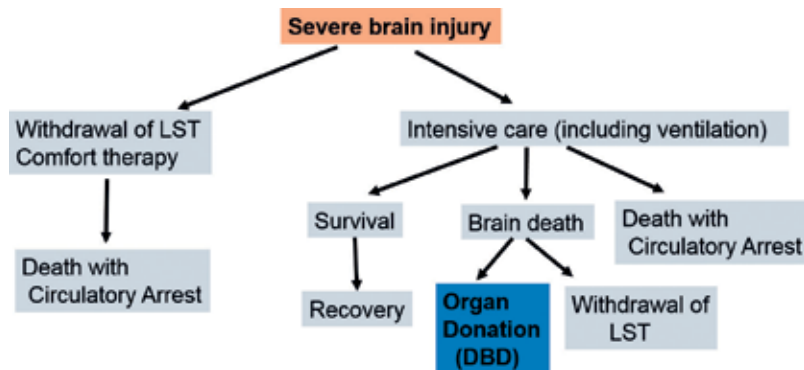 Severe brain injury
Withdrawal of LST
Comfort therapy
Intensive care (including ventilation)
Survival
Brain death
Death with
Circulatory Arrest
Death with
Circulatory Arrest
Recovery
Organ
Donation
(DBD)
Withdrawal of
LST